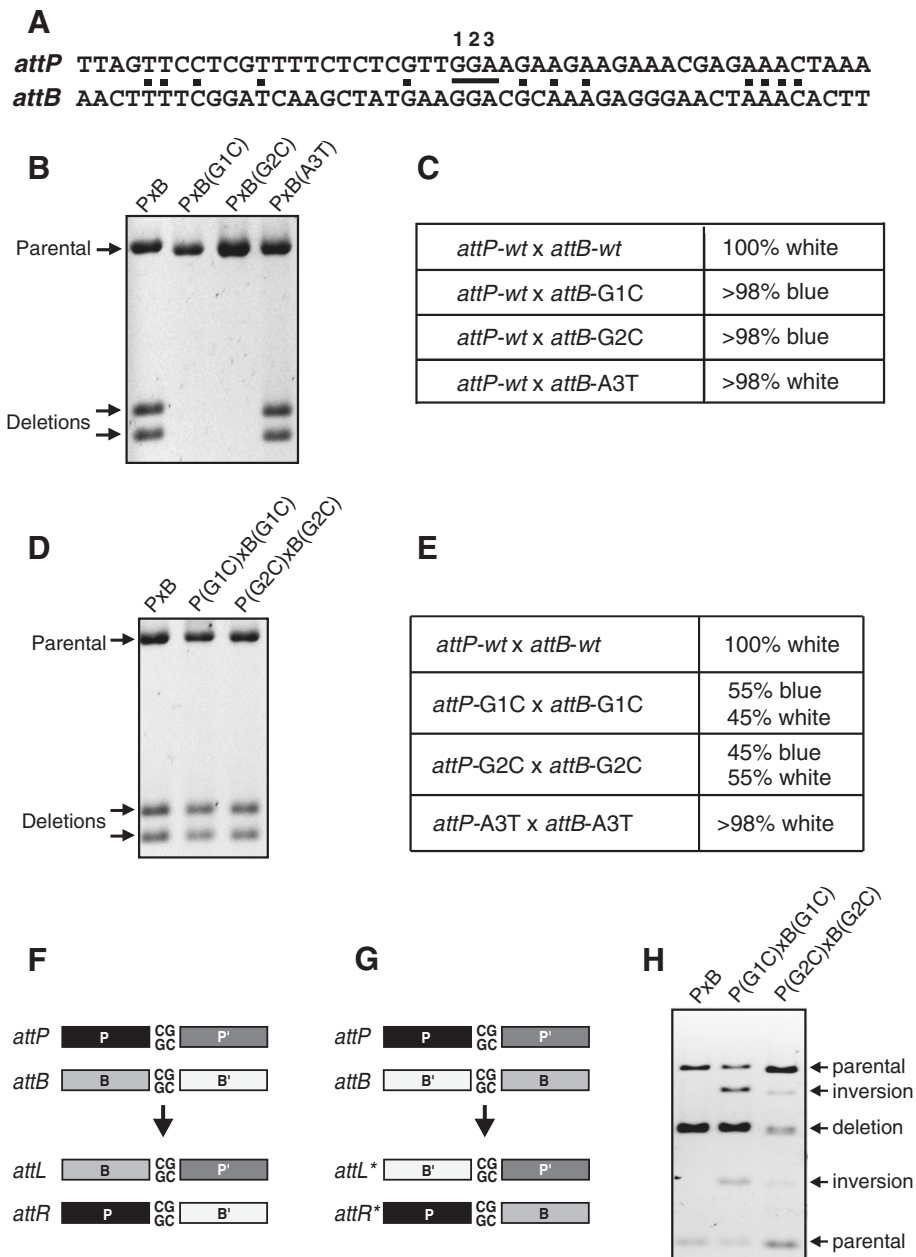 A
1 2 3
attP TTAGTTCCTCGTTTTCTCTCGTTGGAAGAAGAAGAAACGAGAAACTAAA
attB AACTTTTCGGATCAAGCTATGAAGGACGCAAAGAGGGAACTAAACACTT
B
PxB
PxB(G1C)
PxB(G2C)
PxB(A3T)
Parental
Deletions
C
attP-wt x attB-wt 100% white
attP-wt x attB-G1C >98% blue
attP-wt x attB-G2C >98% blue
attP-wt x attB-A3T >98% white
D
PxB
P(G1C)xB(G1C)
P(G2C)xB(G2C)
Parental
Deletions
E
attP-wt x attB-wt 100% white
attP-G1C x attB-G1C 55% blue
45% white
attP-G2C x attB-G2C 45% blue
55% white
attP-A3T x attB-A3T >98% white
F
attP P CG P'
GC
attB B CG B'
GC
attL B CG P'
GC
attR P CG B'
GC
G
attP P CG P'
GC
attB B' CG B
GC
attL* B' CG P'
GC
attR* P CG B
GC
H
PxB
P(G1C)xB(G1C)
P(G2C)xB(G2C)
parental
inversion
deletion
inversion
parental